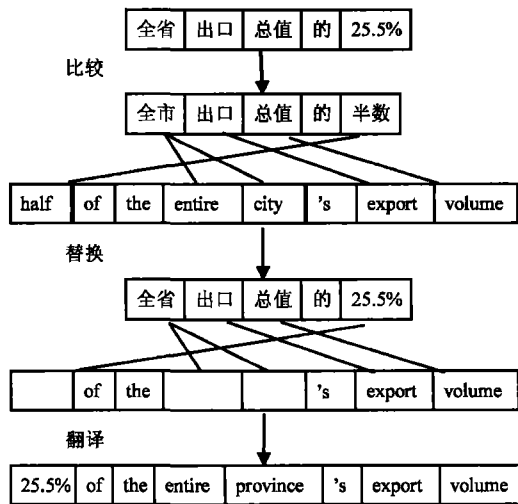 全省 出口 总值 的 25.5%
比较
全市 出口 总值 的 半数
half of the entire city 's export volume
替换
全省 出口 总值 的 25.5%
of the 's export volume
翻译
25.5% of the entire province 's export volume